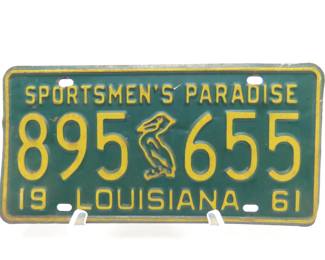 SPORTSMEN'S PARADISE
895 655
19 LOUISIANA 61